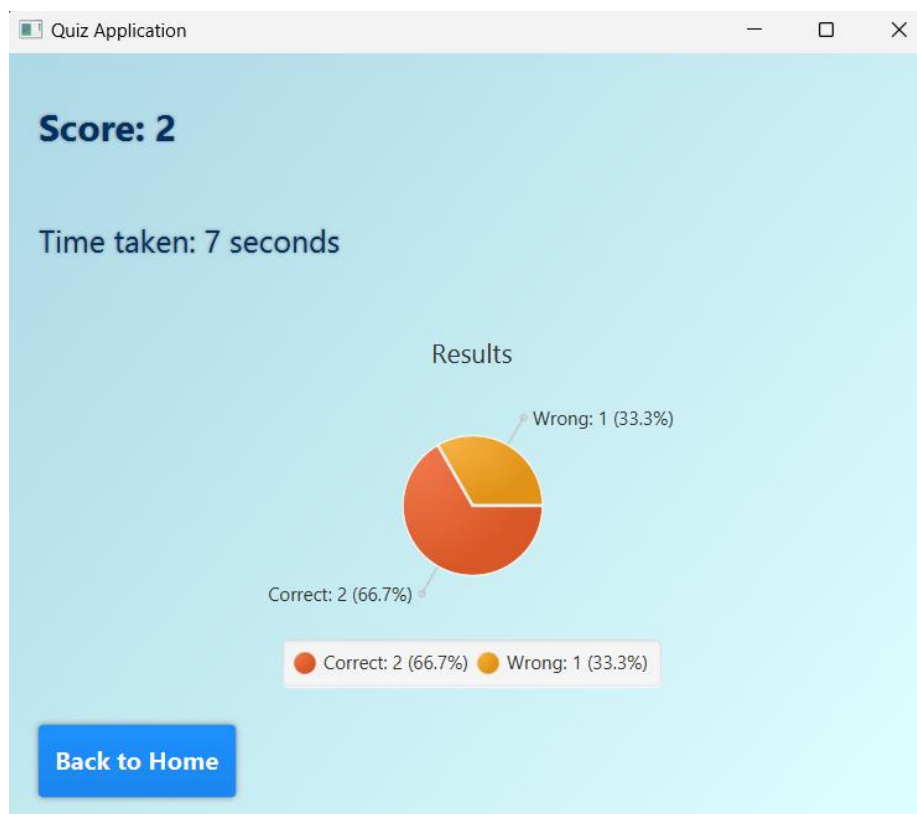 Quiz Application
Score: 2
Time taken: 7 seconds
Results
Wrong: 1 (33.3%)
Correct: 2 (66.7%)
Correct: 2 (66.7%) Wrong: 1 (33.3%)
Back to Home